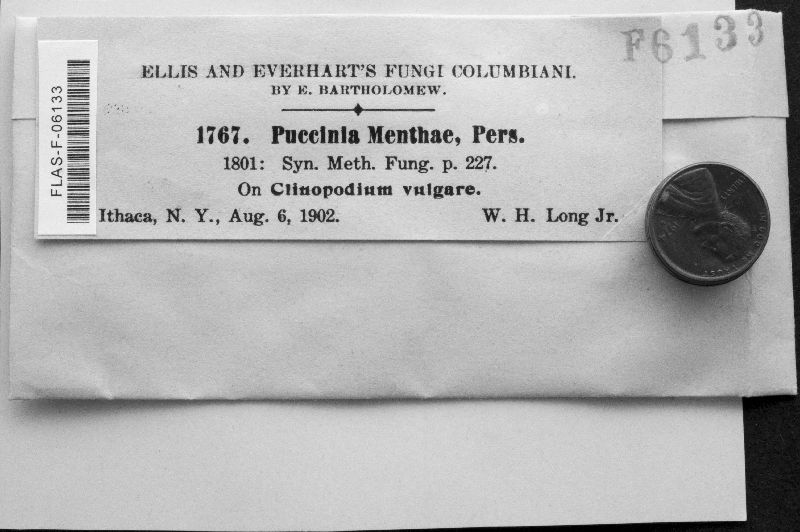 F6133
FLAS-F-06133
ELLIS AND EVERHART'S FUNGI COLUMBIANI.
BY E. BARTHOLOMEW.
1767. Puccinia Menthae, Pers.
1801: Syn. Meth. Fung. p. 227.
On Clinopodium vulgare.
Ithaca, N. Y., Aug. 6, 1902. W. H. Long Jr.